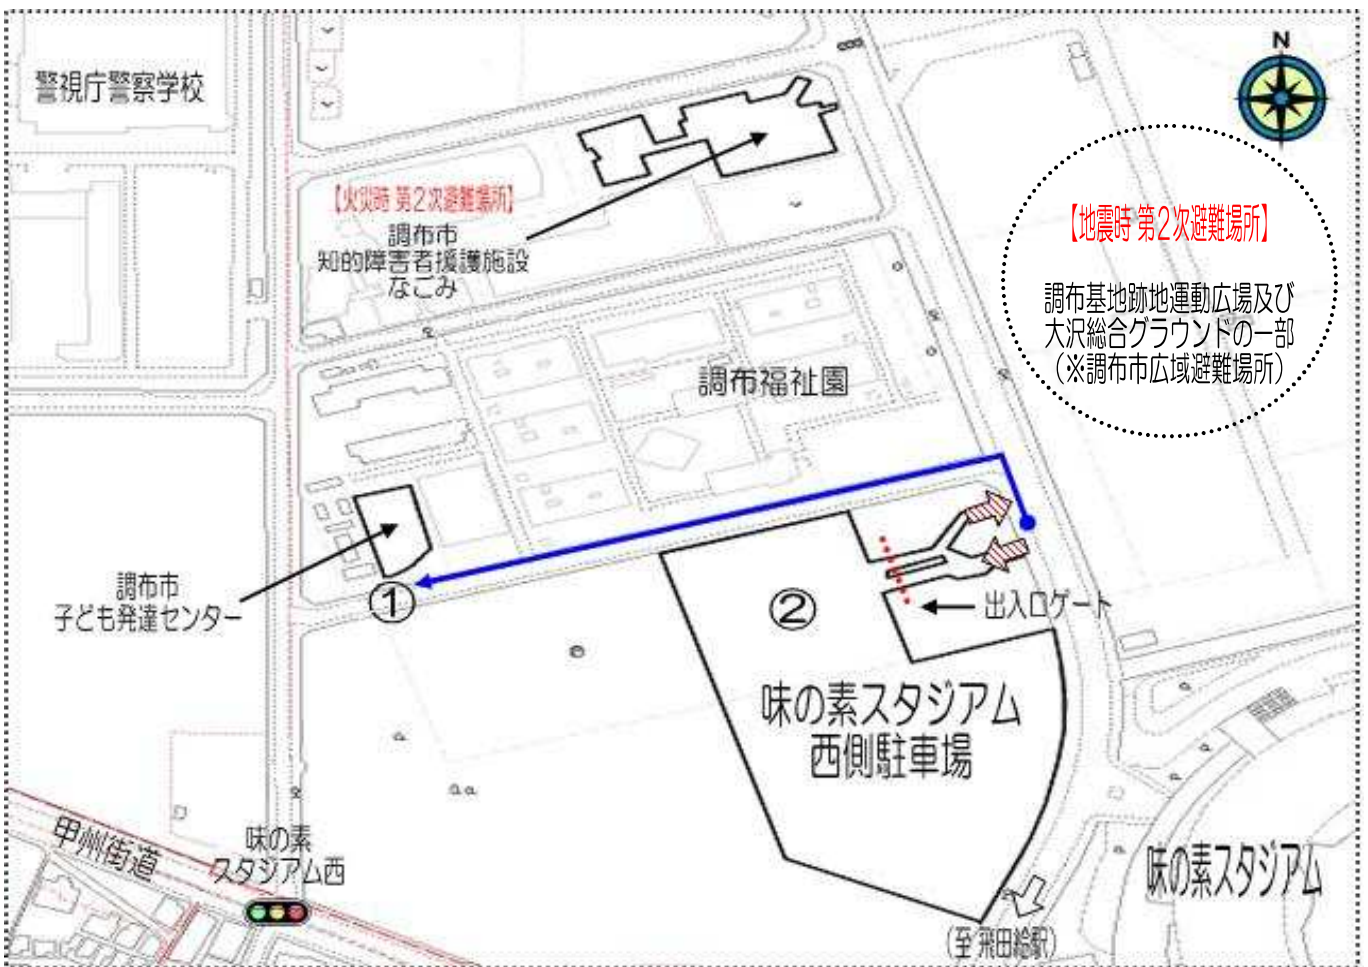 N
警視庁警察学校
【火災時 第2次避難場所】
調布市
知的障害者援護施設
なごみ
【地震時 第2次避難場所】
調布基地跡地運動広場及び
大沢総合グラウンドの一部
(※調布市広域避難場所)
調布福祉園
調布市
子ども発達センター
①
②
出入口ゲート
味の素スタジアム
西側駐車場
甲州街道
味の素
スタジアム西
味の素スタジアム
(至 飛田給駅)